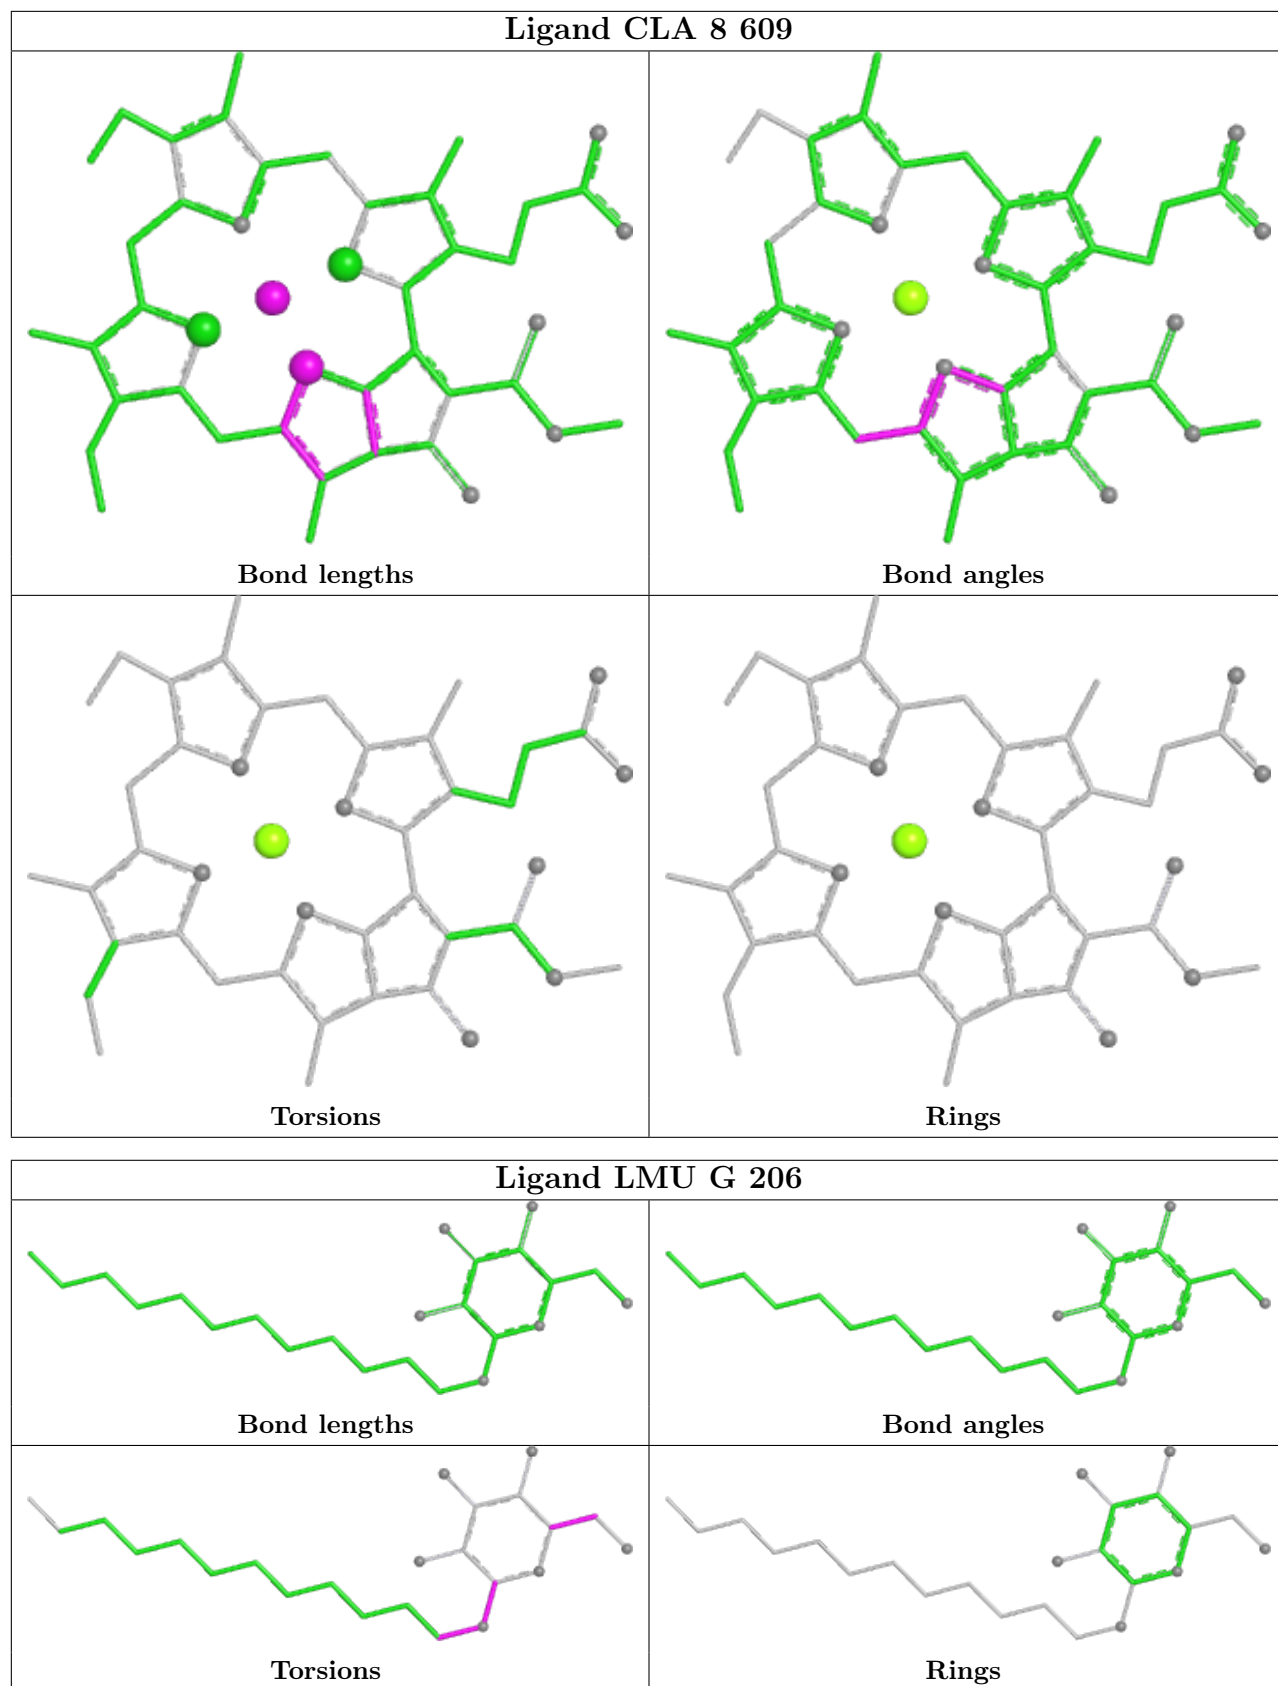 Ligand CLA 8 609
Bond lengths
Bond angles
Torsions
Rings
Ligand LMU G 206
Bond lengths
Bond angles
Torsions
Rings